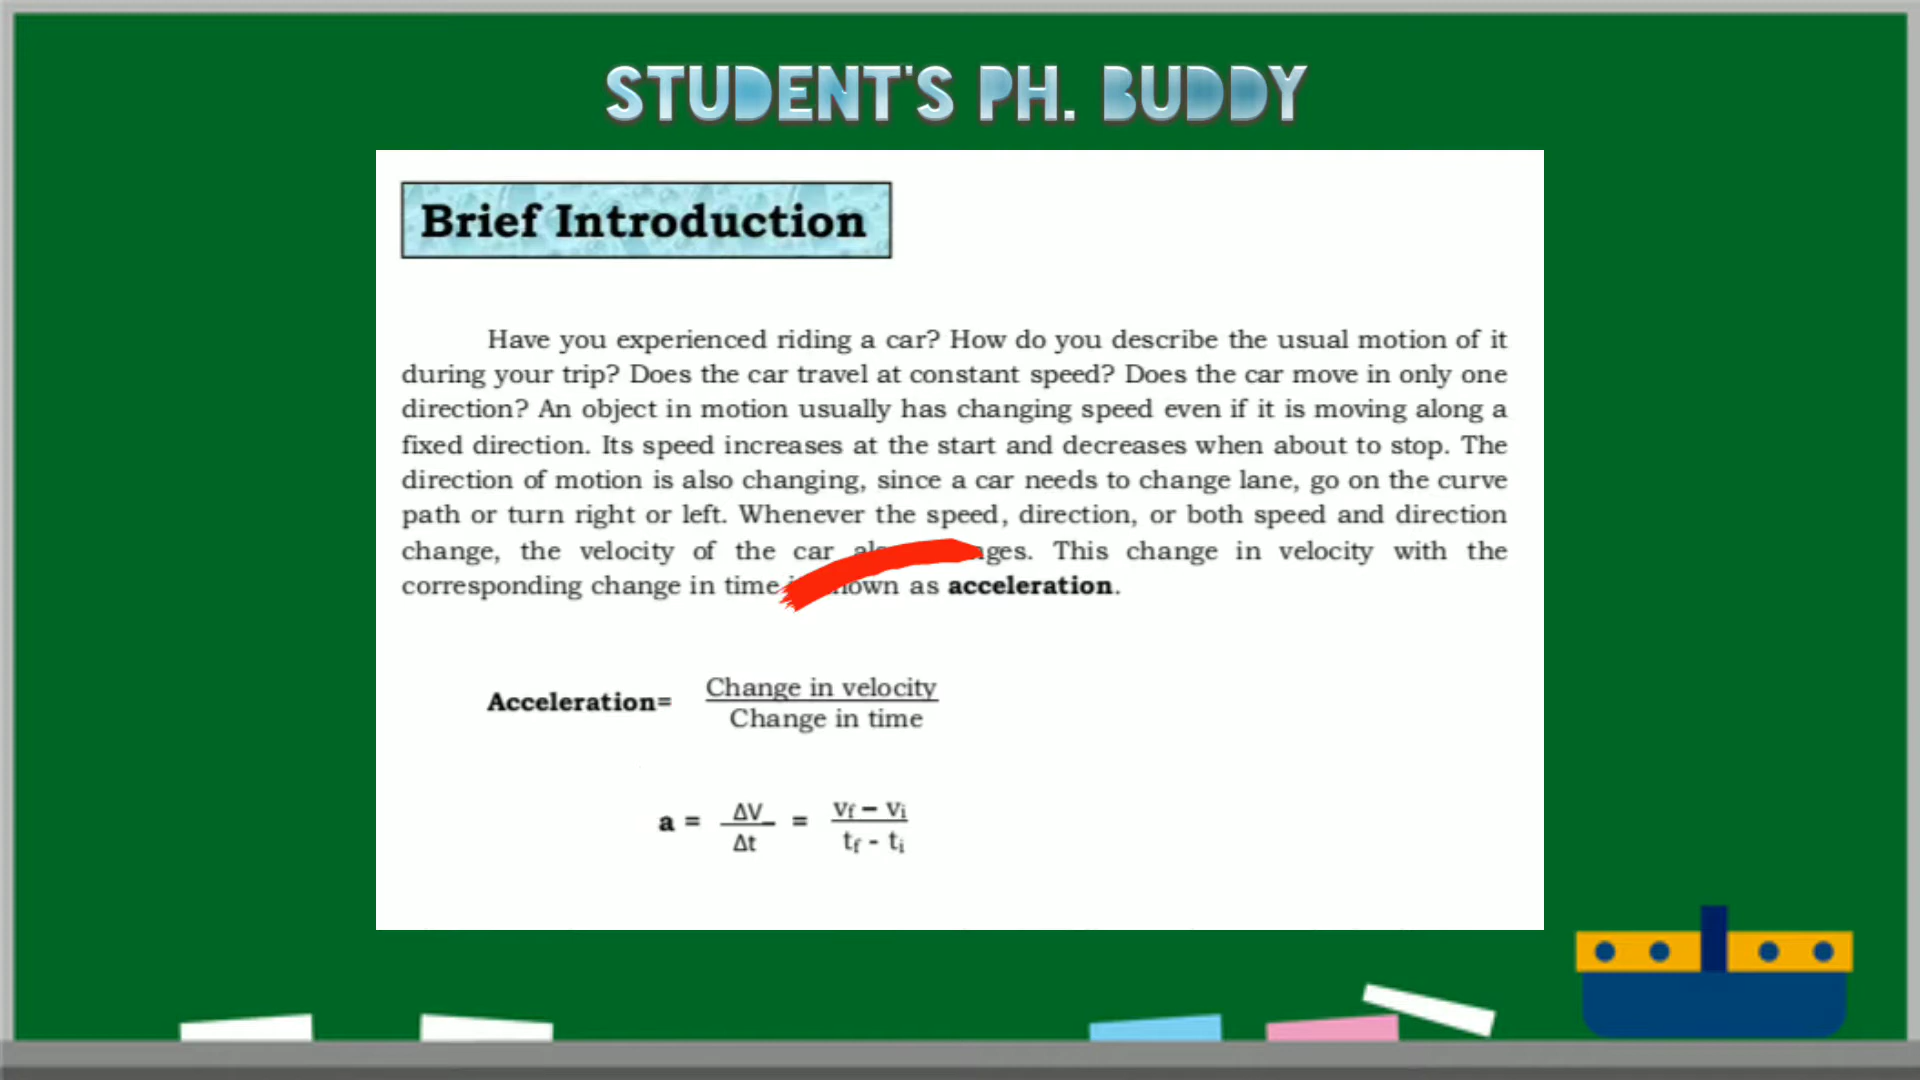 STUDENT'S PH. BUDDY
Brief Introduction
Have you experienced riding a car? How do you describe the usual motion of it
during your trip? Does the car travel at constant speed? Does the car move in only one
direction? An object in motion usually has changing speed even if it is moving along a
fixed direction. Its speed increases at the start and decreases when about to stop. The
direction of motion is also changing, since a car needs to change lane, go on the curve
path or turn right or left. Whenever the speed, direction, or both speed and direction
change, the velocity of the car. This change in velocity with the
corresponding change in time as acceleration.
Acceleration= Change in velocity
Change in time
a = ΔV = vf – vi
Δt tf - ti